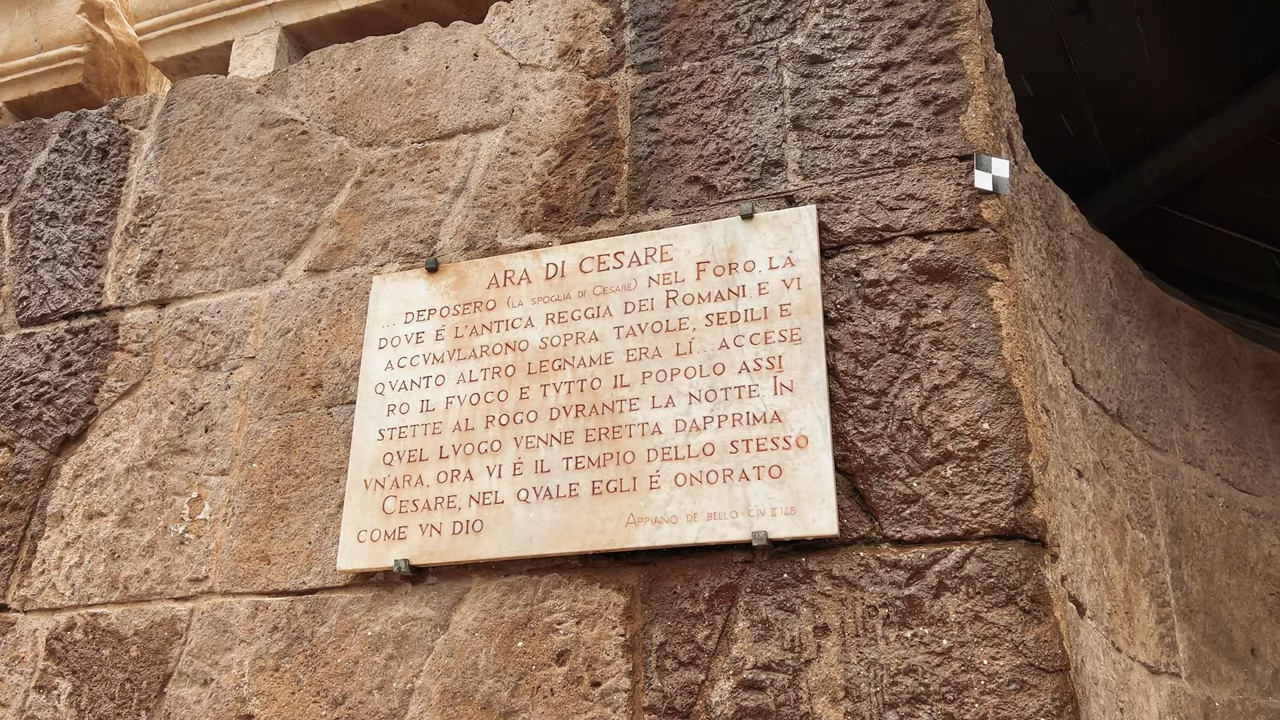 ARA DI CESARE
... DEPOSERO (LA SPOGLIA DI CESARE) NEL FORO, LÁ
DOVE É L'ANTICA REGGIA DEI ROMANI E VI
ACCVMVLARONO SOPRA TAVOLE, SEDILI E
QVANTO ALTRO LEGNAME ERA LÍ... ACCESE
RO IL FVOCO E TVTTO IL POPOLO ASSI
STETTE AL ROGO DVRANTE LA NOTTE. IN
QVEL LVOGO VENNE ERETTA DAPPRIMA
VN'ARA, ORA VI É IL TEMPIO DELLO STESSO
CESARE, NEL QVALE EGLI É ONORATO
COME VN DIO
APPIANO DE BELLO CIV II 148